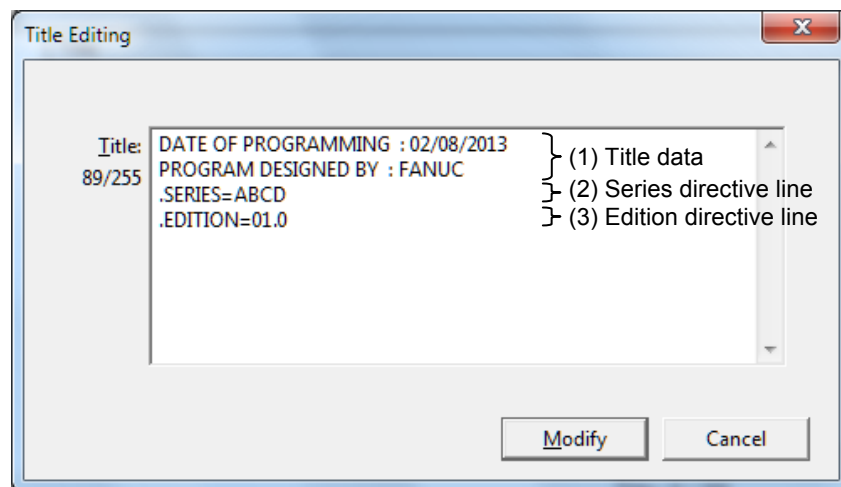 Title Editing
X
Title:
89/255
DATE OF PROGRAMMING : 02/08/2013
PROGRAM DESIGNED BY : FANUC
.SERIES=ABCD
.EDITION=01.0
(1) Title data
(2) Series directive line
(3) Edition directive line
Modify
Cancel